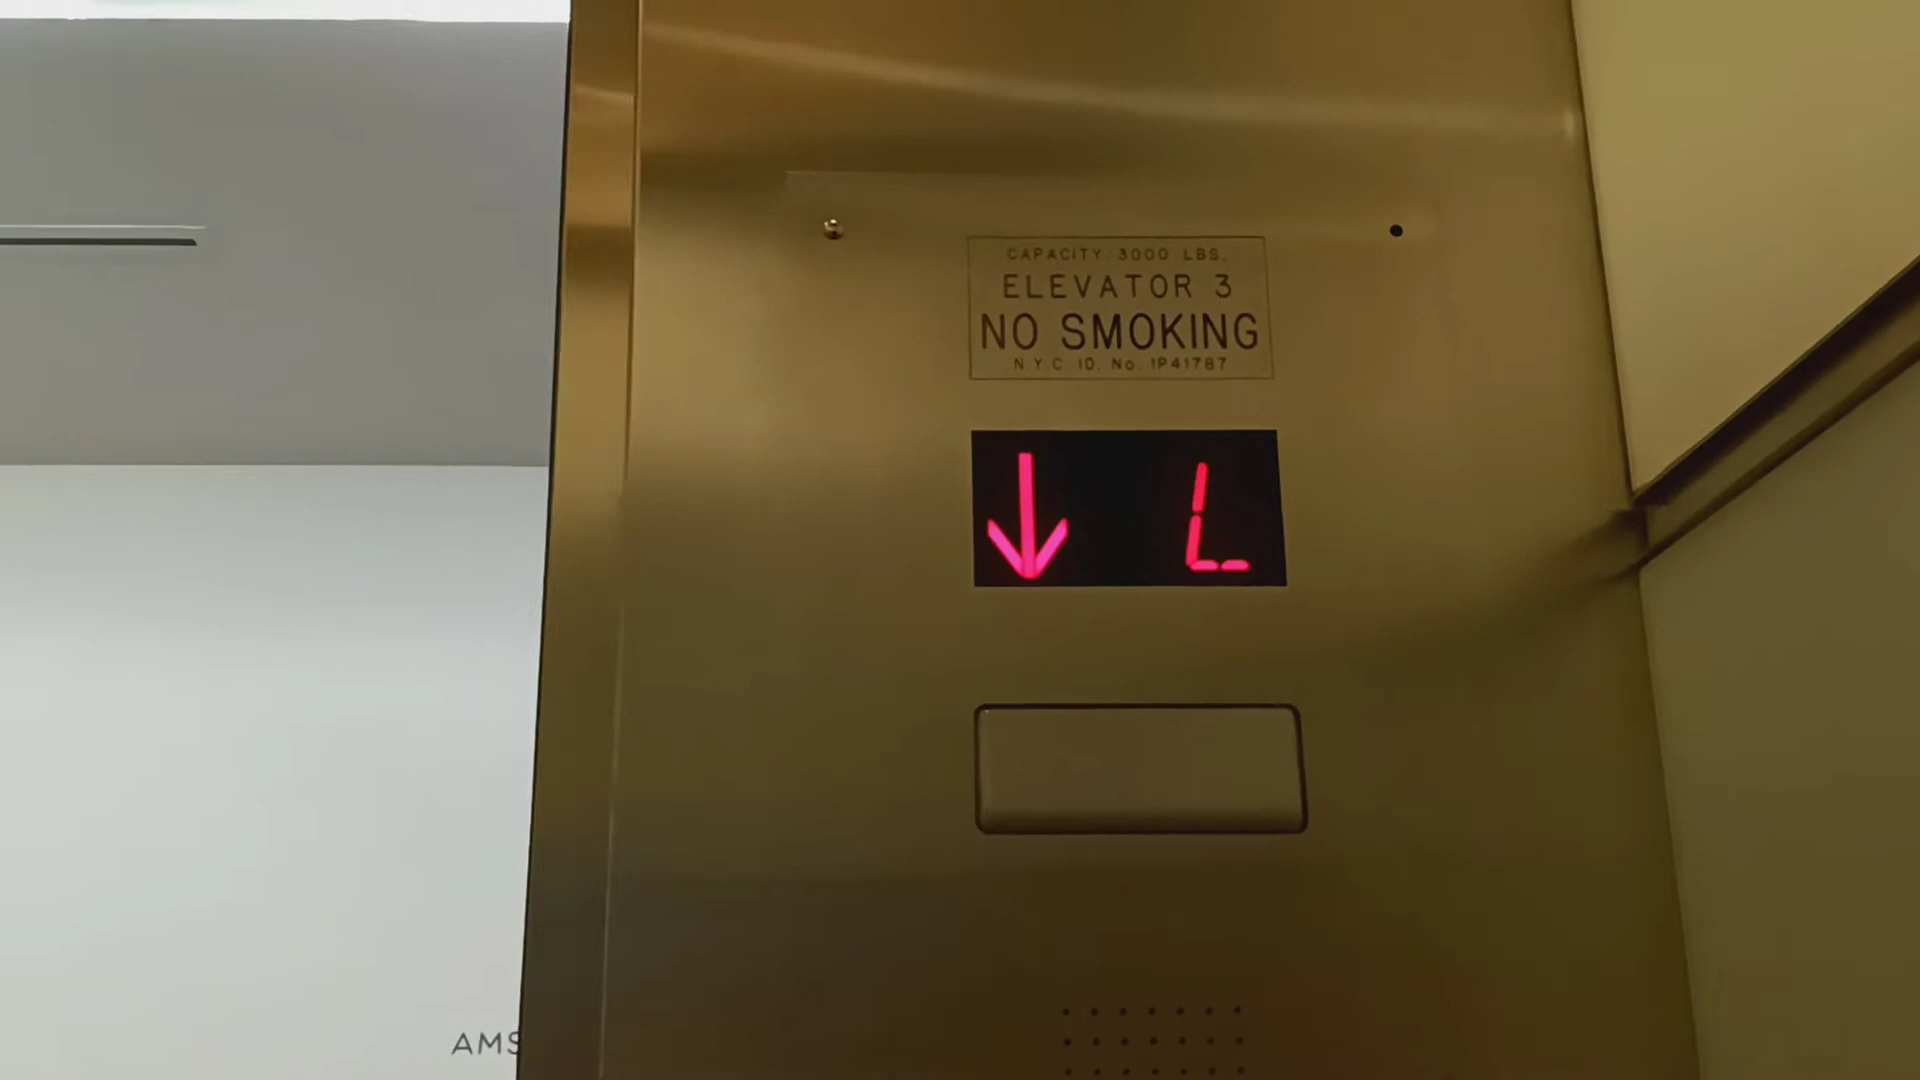 CAPACITY 3000 LBS.
ELEVATOR 3
NO SMOKING
N.Y.C. ID. No. 1P41787
L
AMS